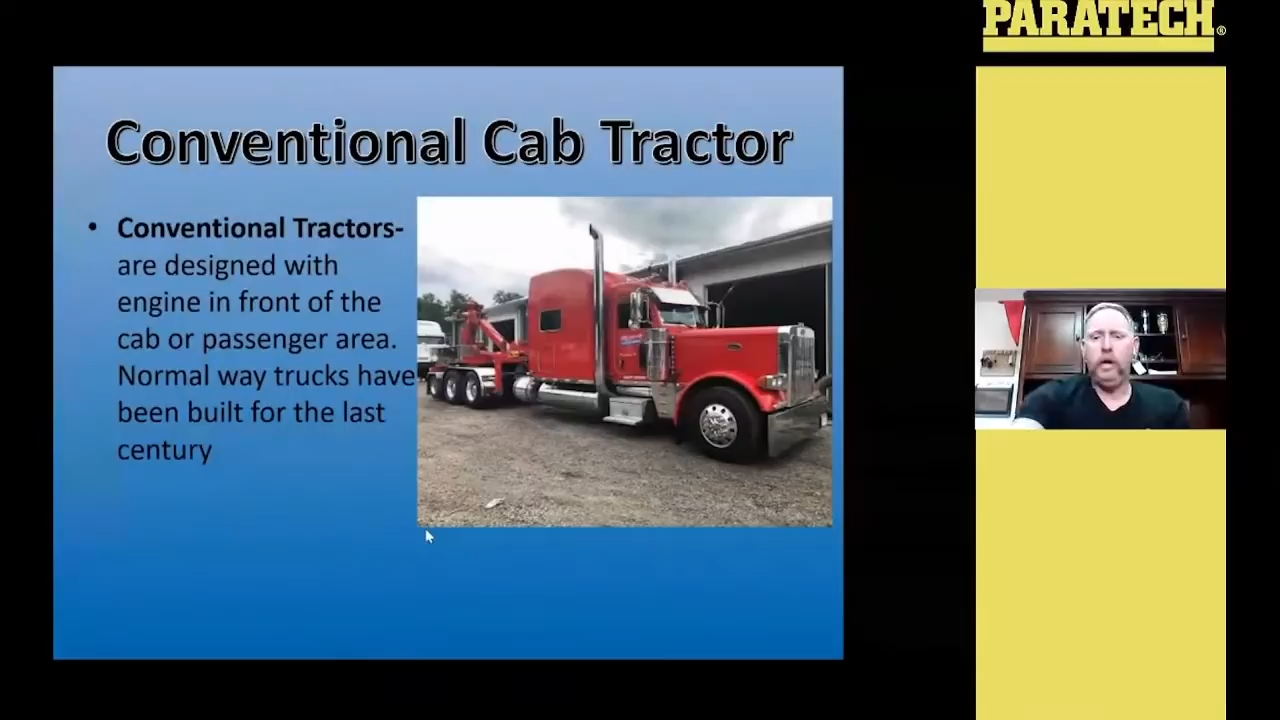 PARATECH®
Conventional Cab Tractor
• Conventional Tractors-
are designed with
engine in front of the
cab or passenger area.
Normal way trucks have
been built for the last
century